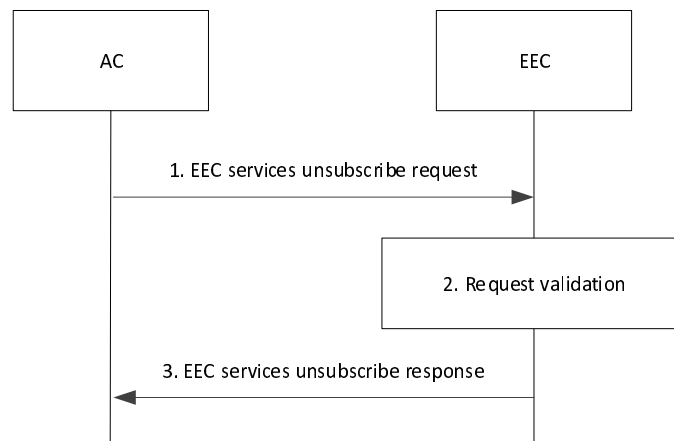 AC
EEC
1. EEC services unsubscribe request
2. Request validation
3. EEC services unsubscribe response